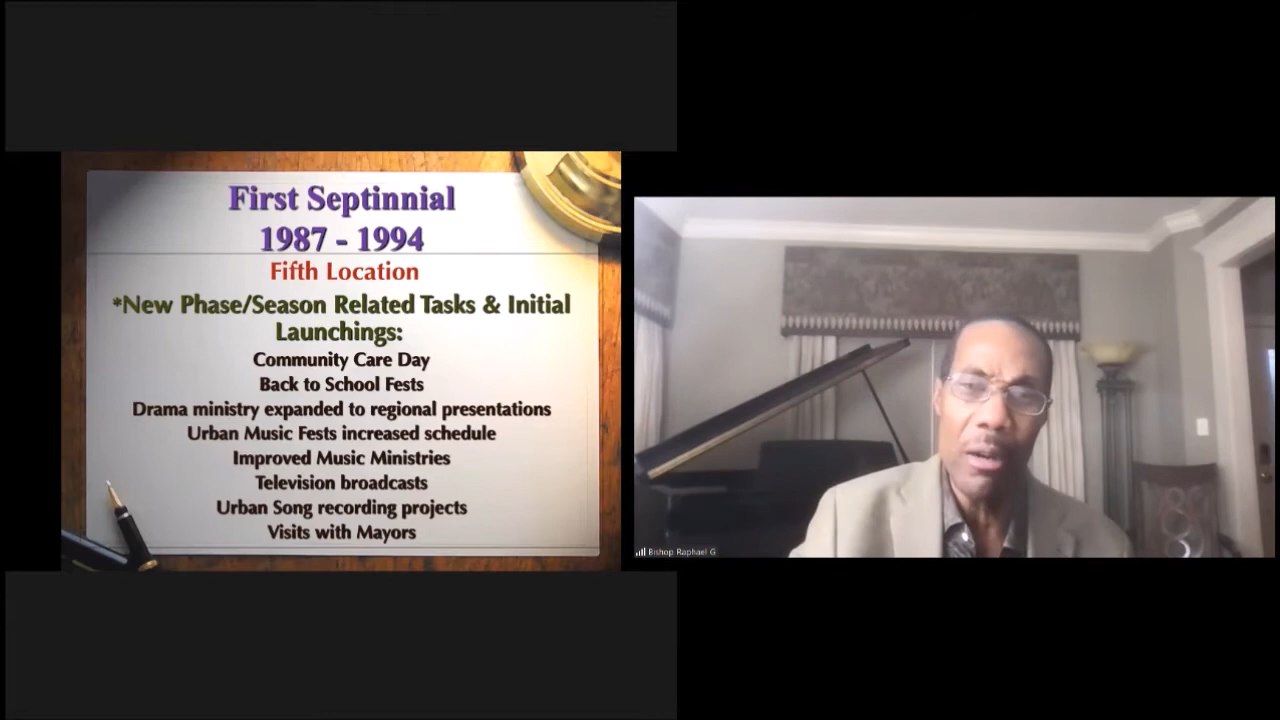 First Septinnial
1987 - 1994
Fifth Location
*New Phase/Season Related Tasks & Initial
Launchings:
Community Care Day
Back to School Fests
Drama ministry expanded to regional presentations
Urban Music Fests increased schedule
Improved Music Ministries
Television broadcasts
Urban Song recording projects
Visits with Mayors
Bishop Raphael G